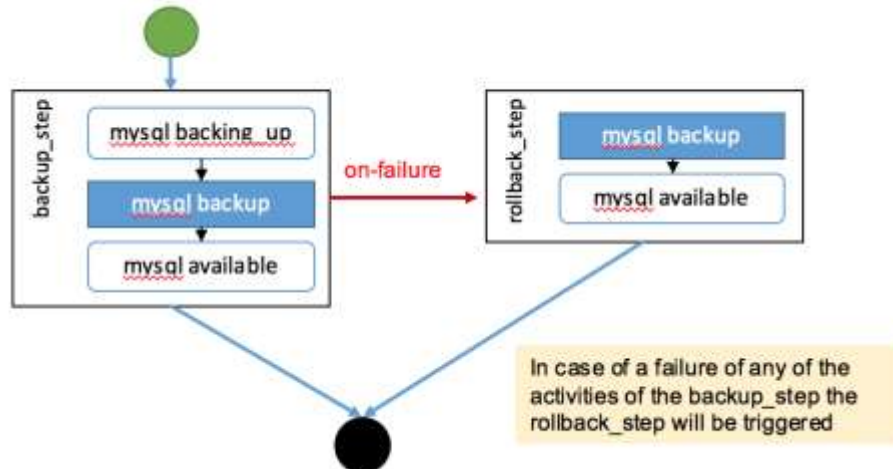 backup_step
mysql backing_up
mysql backup
mysql available
on-failure
rollback_step
mysql backup
mysql available
In case of a failure of any of the
activities of the backup_step the
rollback_step will be triggered